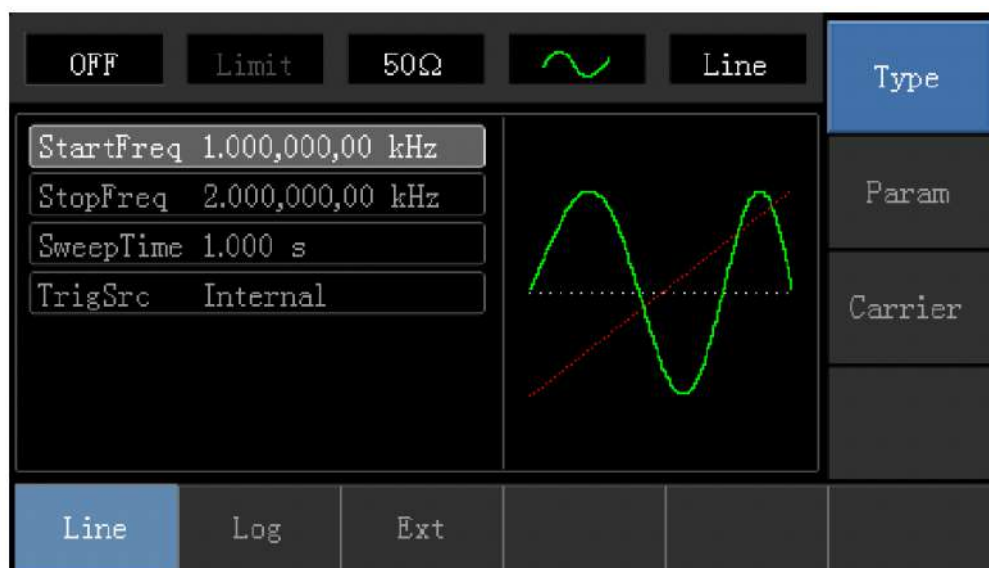 OFF Limit 50Ω Line
Type
StartFreq 1.000,000,00 kHz
StopFreq 2.000,000,00 kHz
SweepTime 1.000 s
TrigSrc Internal
Param
Carrier
Line Log Ext